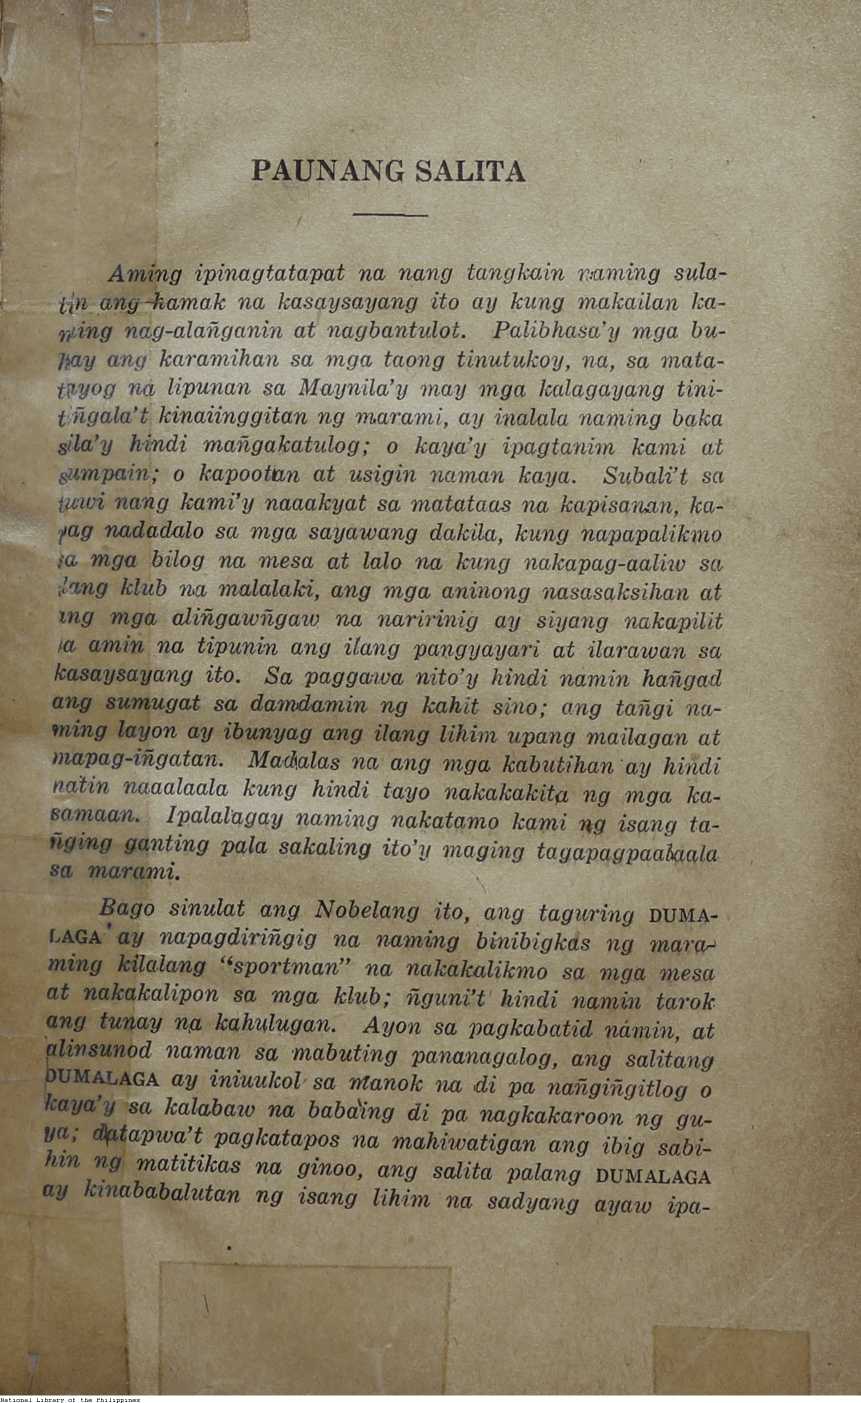 PAUNANG SALITA
Aming ipinagtatapat na nang tangkain naming sula-
tin ang hamak na kasaysayang ito ay kung makailan ka-
ming nag-alañganin at nagbantulot. Palibhasa'y mga bu-
hay ang karamihan sa mga taong tinutukoy, na, sa mata-
tayog na lipunan sa Maynila'y may mga kalagayang tini-
tiñgala't kinaiinggitan ng marami, ay inalala naming baka
sila'y hindi mañgakatulog; o kaya'y ipagtanim kami at
sumpain; o kapootan at usigin naman kaya. Subali't sa
tuwi nang kami'y naaakyat sa matataas na kapisanan, ka-
pag nadadalo sa mga sayawang dakila, kung napapalikmo
sa mga bilog na mesa at lalo na kung nakapag-aaliw sa
ilang klub na malalaki, ang mga aninong nasasaksihan at
ang mga aliñgawñgaw na naririnig ay siyang nakapilit
sa amin na tipunin ang ilang pangyayari at ilarawan sa
kasaysayang ito. Sa paggawa nito'y hindi namin hañgad
ang sumugat sa damdamin ng kahit sino; ang tañgi na-
ming layon ay ibunyag ang ilang lihim upang mailagan at
mapag-iñgatan. Madalas na ang mga kabutihan ay hindi
natin naaalaala kung hindi tayo nakakakita ng mga ka-
samaan. Ipalalagay naming nakatamo kami ng isang ta-
ñging ganting pala sakaling ito'y maging tagapagpaalaala
sa marami.
Bago sinulat ang Nobelang ito, ang taguring DUMA-
LAGA ay napagdiriñgig na naming binibigkas ng mara-
ming kilalang "sportman" na nakakalikmo sa mga mesa
at nakakalipon sa mga klub; ñguni't hindi namin tarok
ang tunay na kahulugan. Ayon sa pagkabatid namin, at
alinsunod naman sa mabuting pananagalog, ang salitang
DUMALAGA ay iniuukol sa manok na di pa nañgiñgitlog o
kaya'y sa kalabaw na babaing di pa nagkakaroon ng gu-
ya; datapwa't pagkatapos na mahiwatigan ang ibig sabi-
hin ng matitikas na ginoo, ang salita palang DUMALAGA
ay kinababalutan ng isang lihim na sadyang ayaw ipa-
National Library of the Philippines